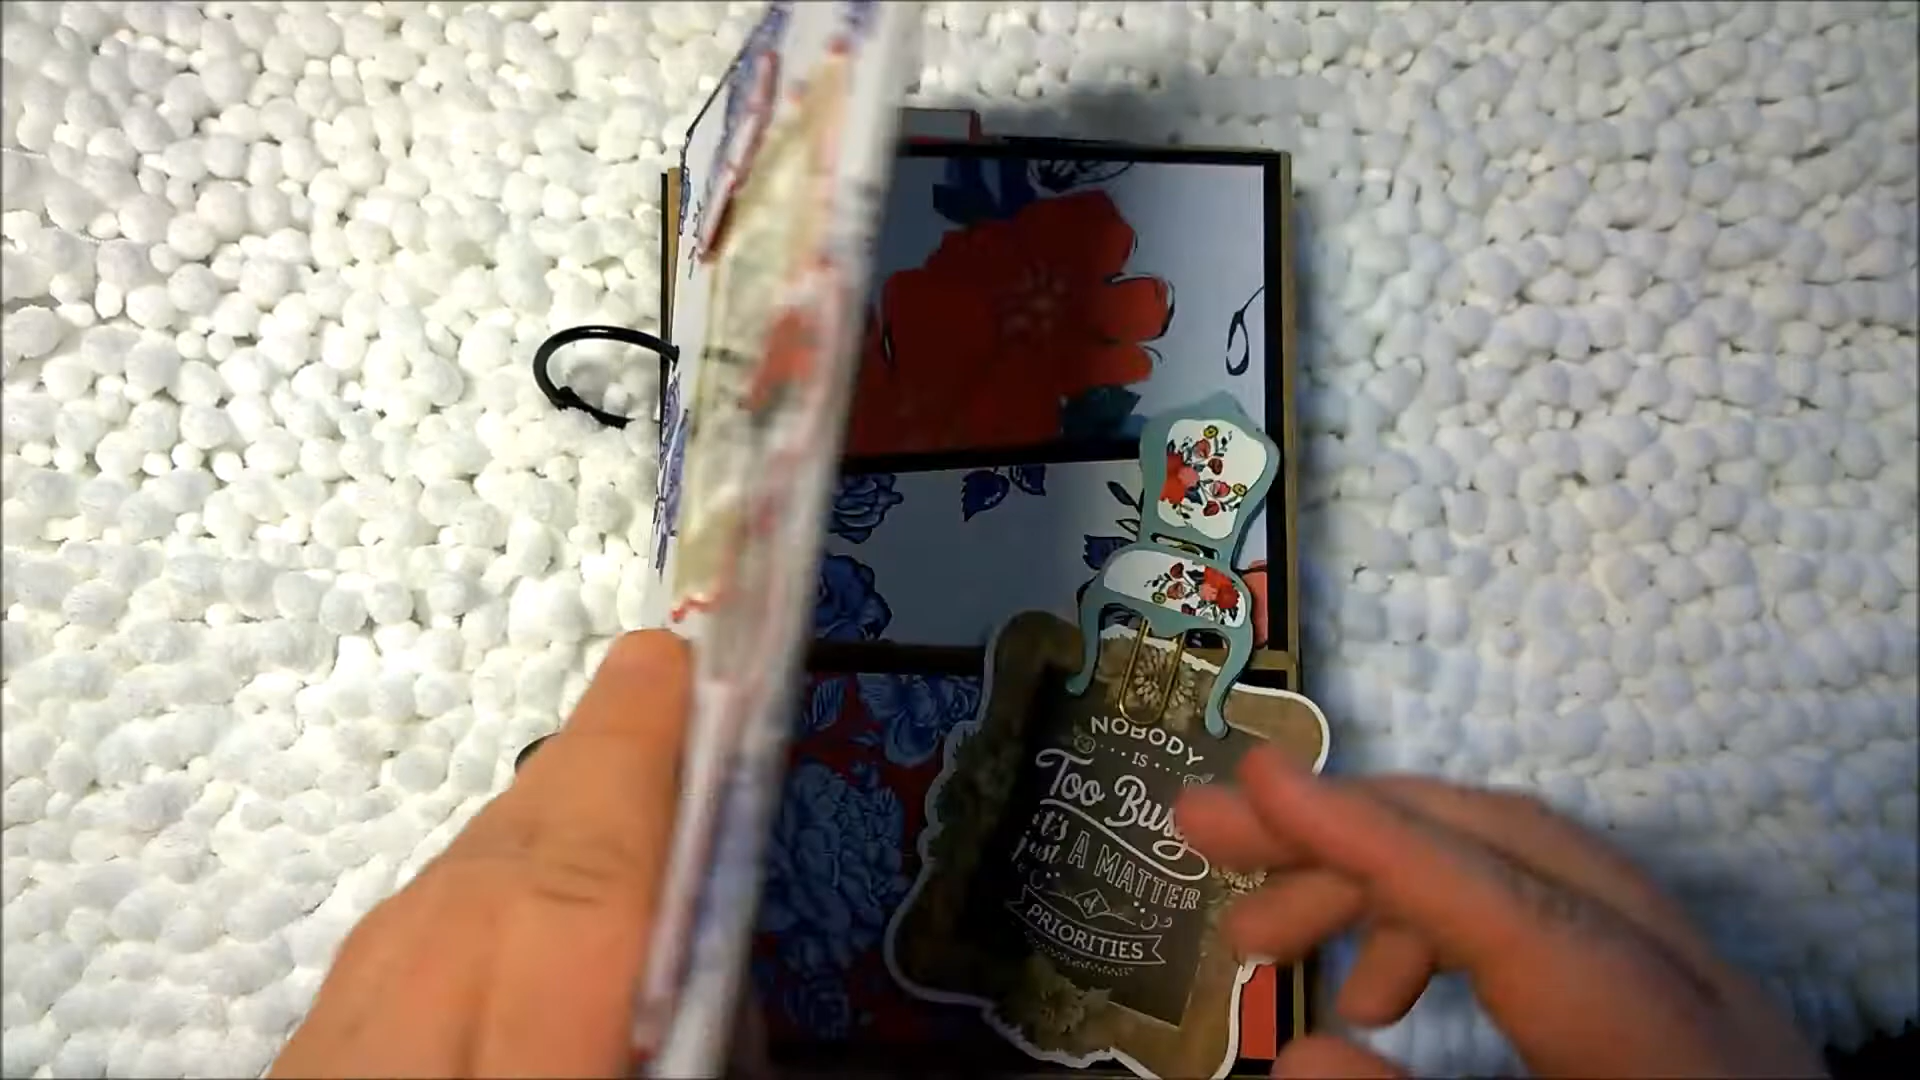 NOBODY
IS
Too Busy
it's
just A MATTER
of
PRIORITIES